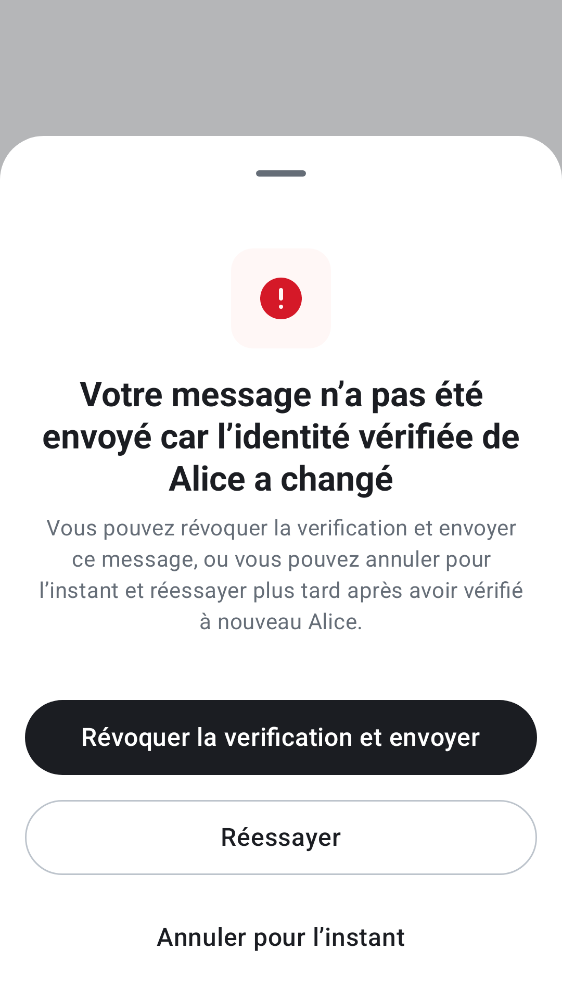 Votre message n’a pas été
envoyé car l’identité vérifiée de
Alice a changé
Vous pouvez révoquer la verification et envoyer
ce message, ou vous pouvez annuler pour
l’instant et réessayer plus tard après avoir vérifié
à nouveau Alice.
Révoquer la verification et envoyer
Réessayer
Annuler pour l’instant